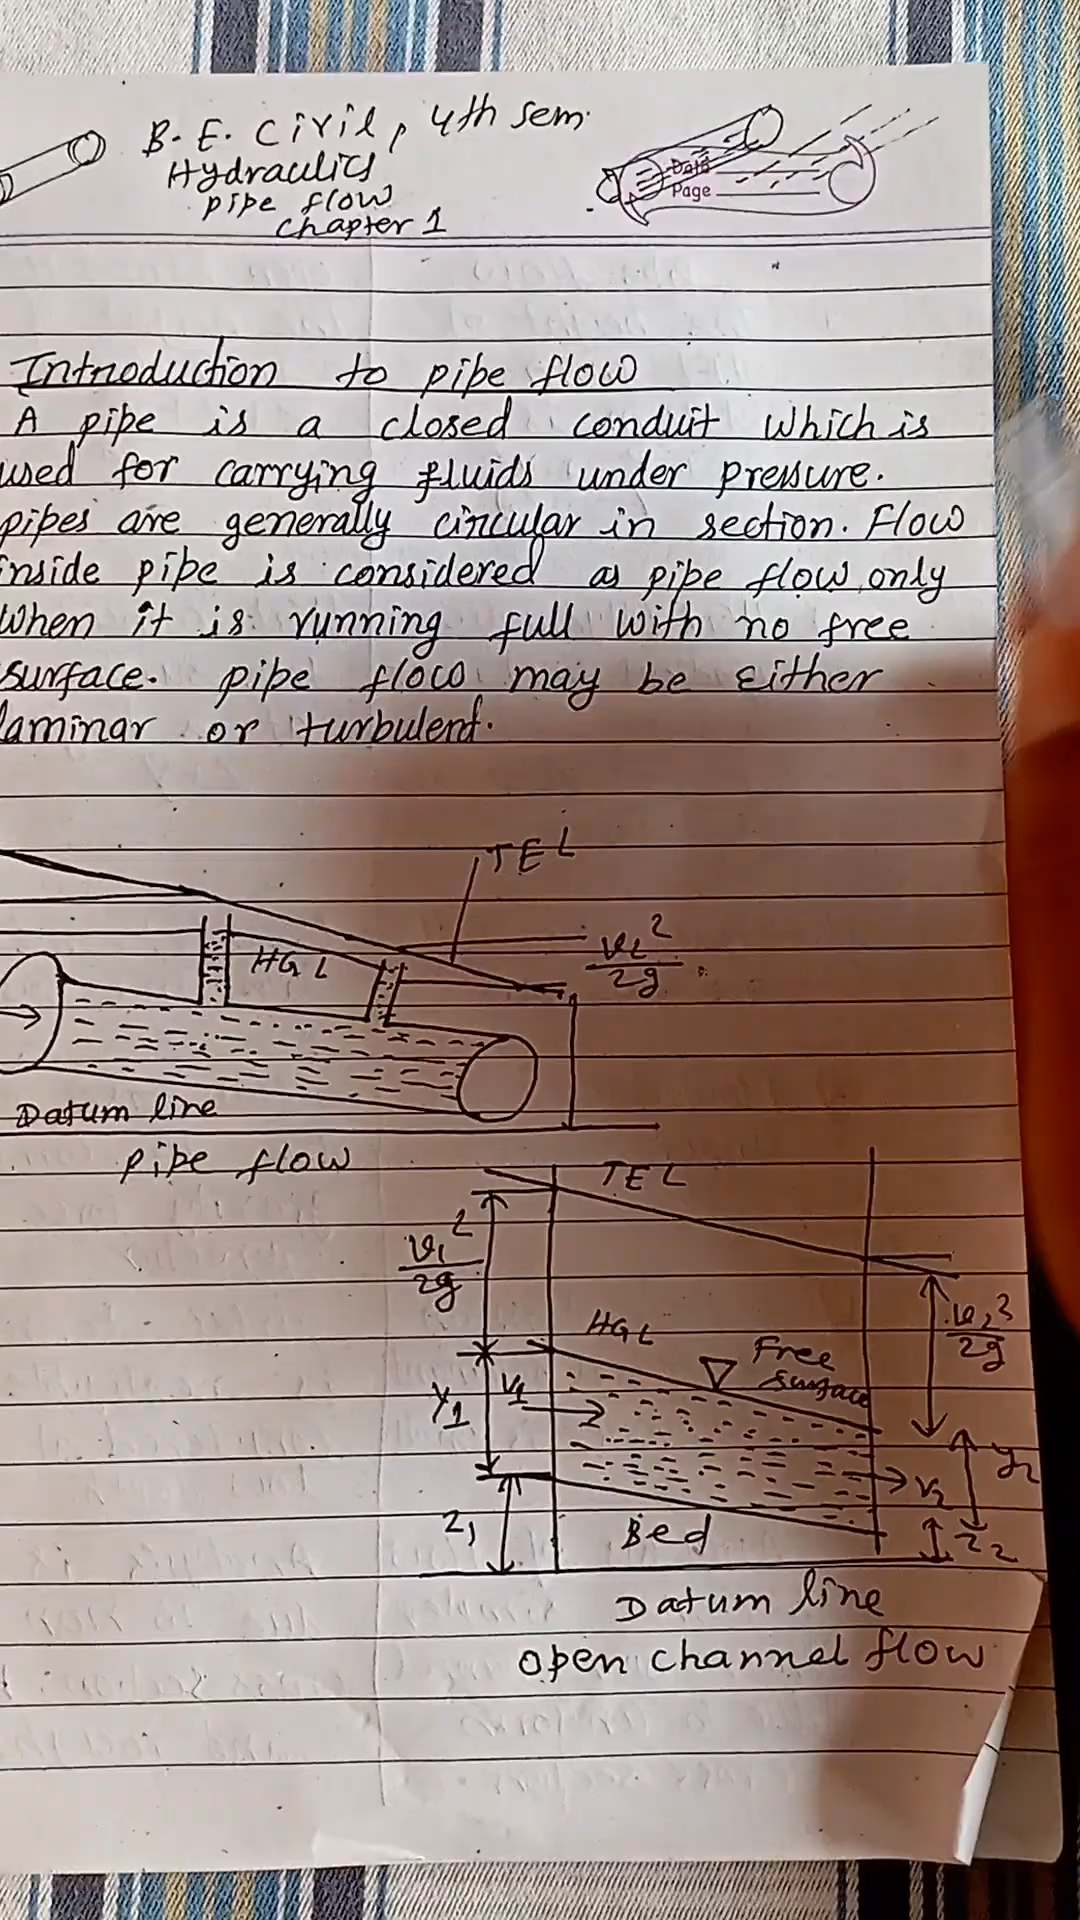 B.E. Civil, 4th sem.
Hydraulics
pipe flow
chapter 1
Date
Page
Introduction to pipe flow
A pipe is a closed conduit which is
used for carrying fluids under pressure.
pipes are generally circular in section. Flow
inside pipe is considered as pipe flow only
When it is running full with no free
surface. pipe flow may be either
laminar or turbulent.
TEL
HGL
V₂²/2g
Datum line
pipe flow
TEL
V₁²/2g
HGL
Free
surface
V₂²/2g
Y₁
V₁
y₂
V₂
Z₁
Bed
Z₂
Datum line
open channel flow